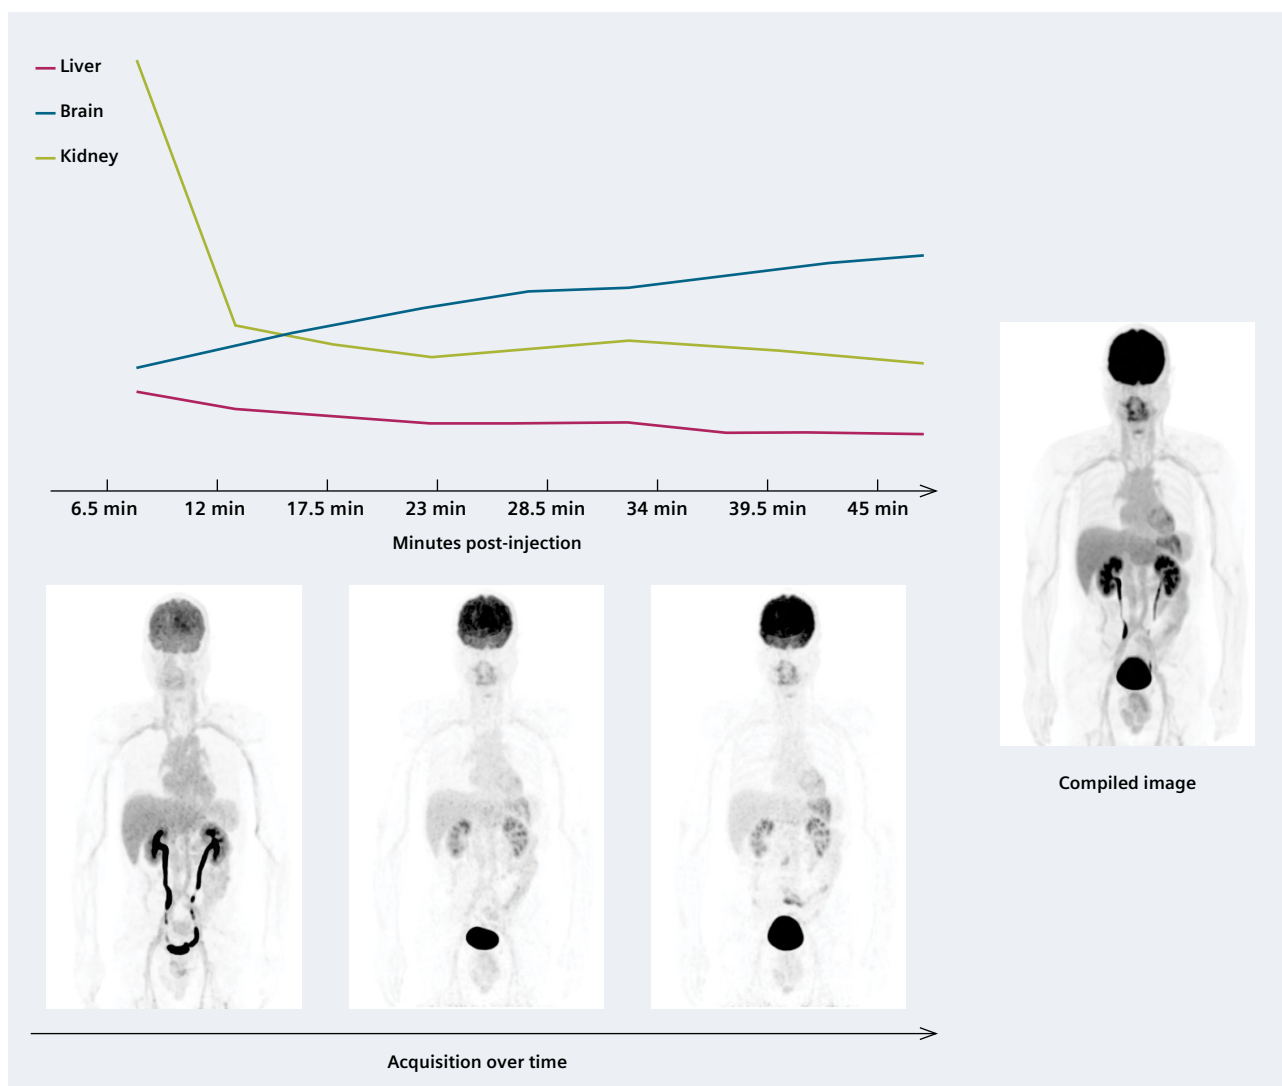 Liver
Brain
Kidney
6.5 min 12 min 17.5 min 23 min 28.5 min 34 min 39.5 min 45 min
Minutes post-injection
Compiled image
Acquisition over time